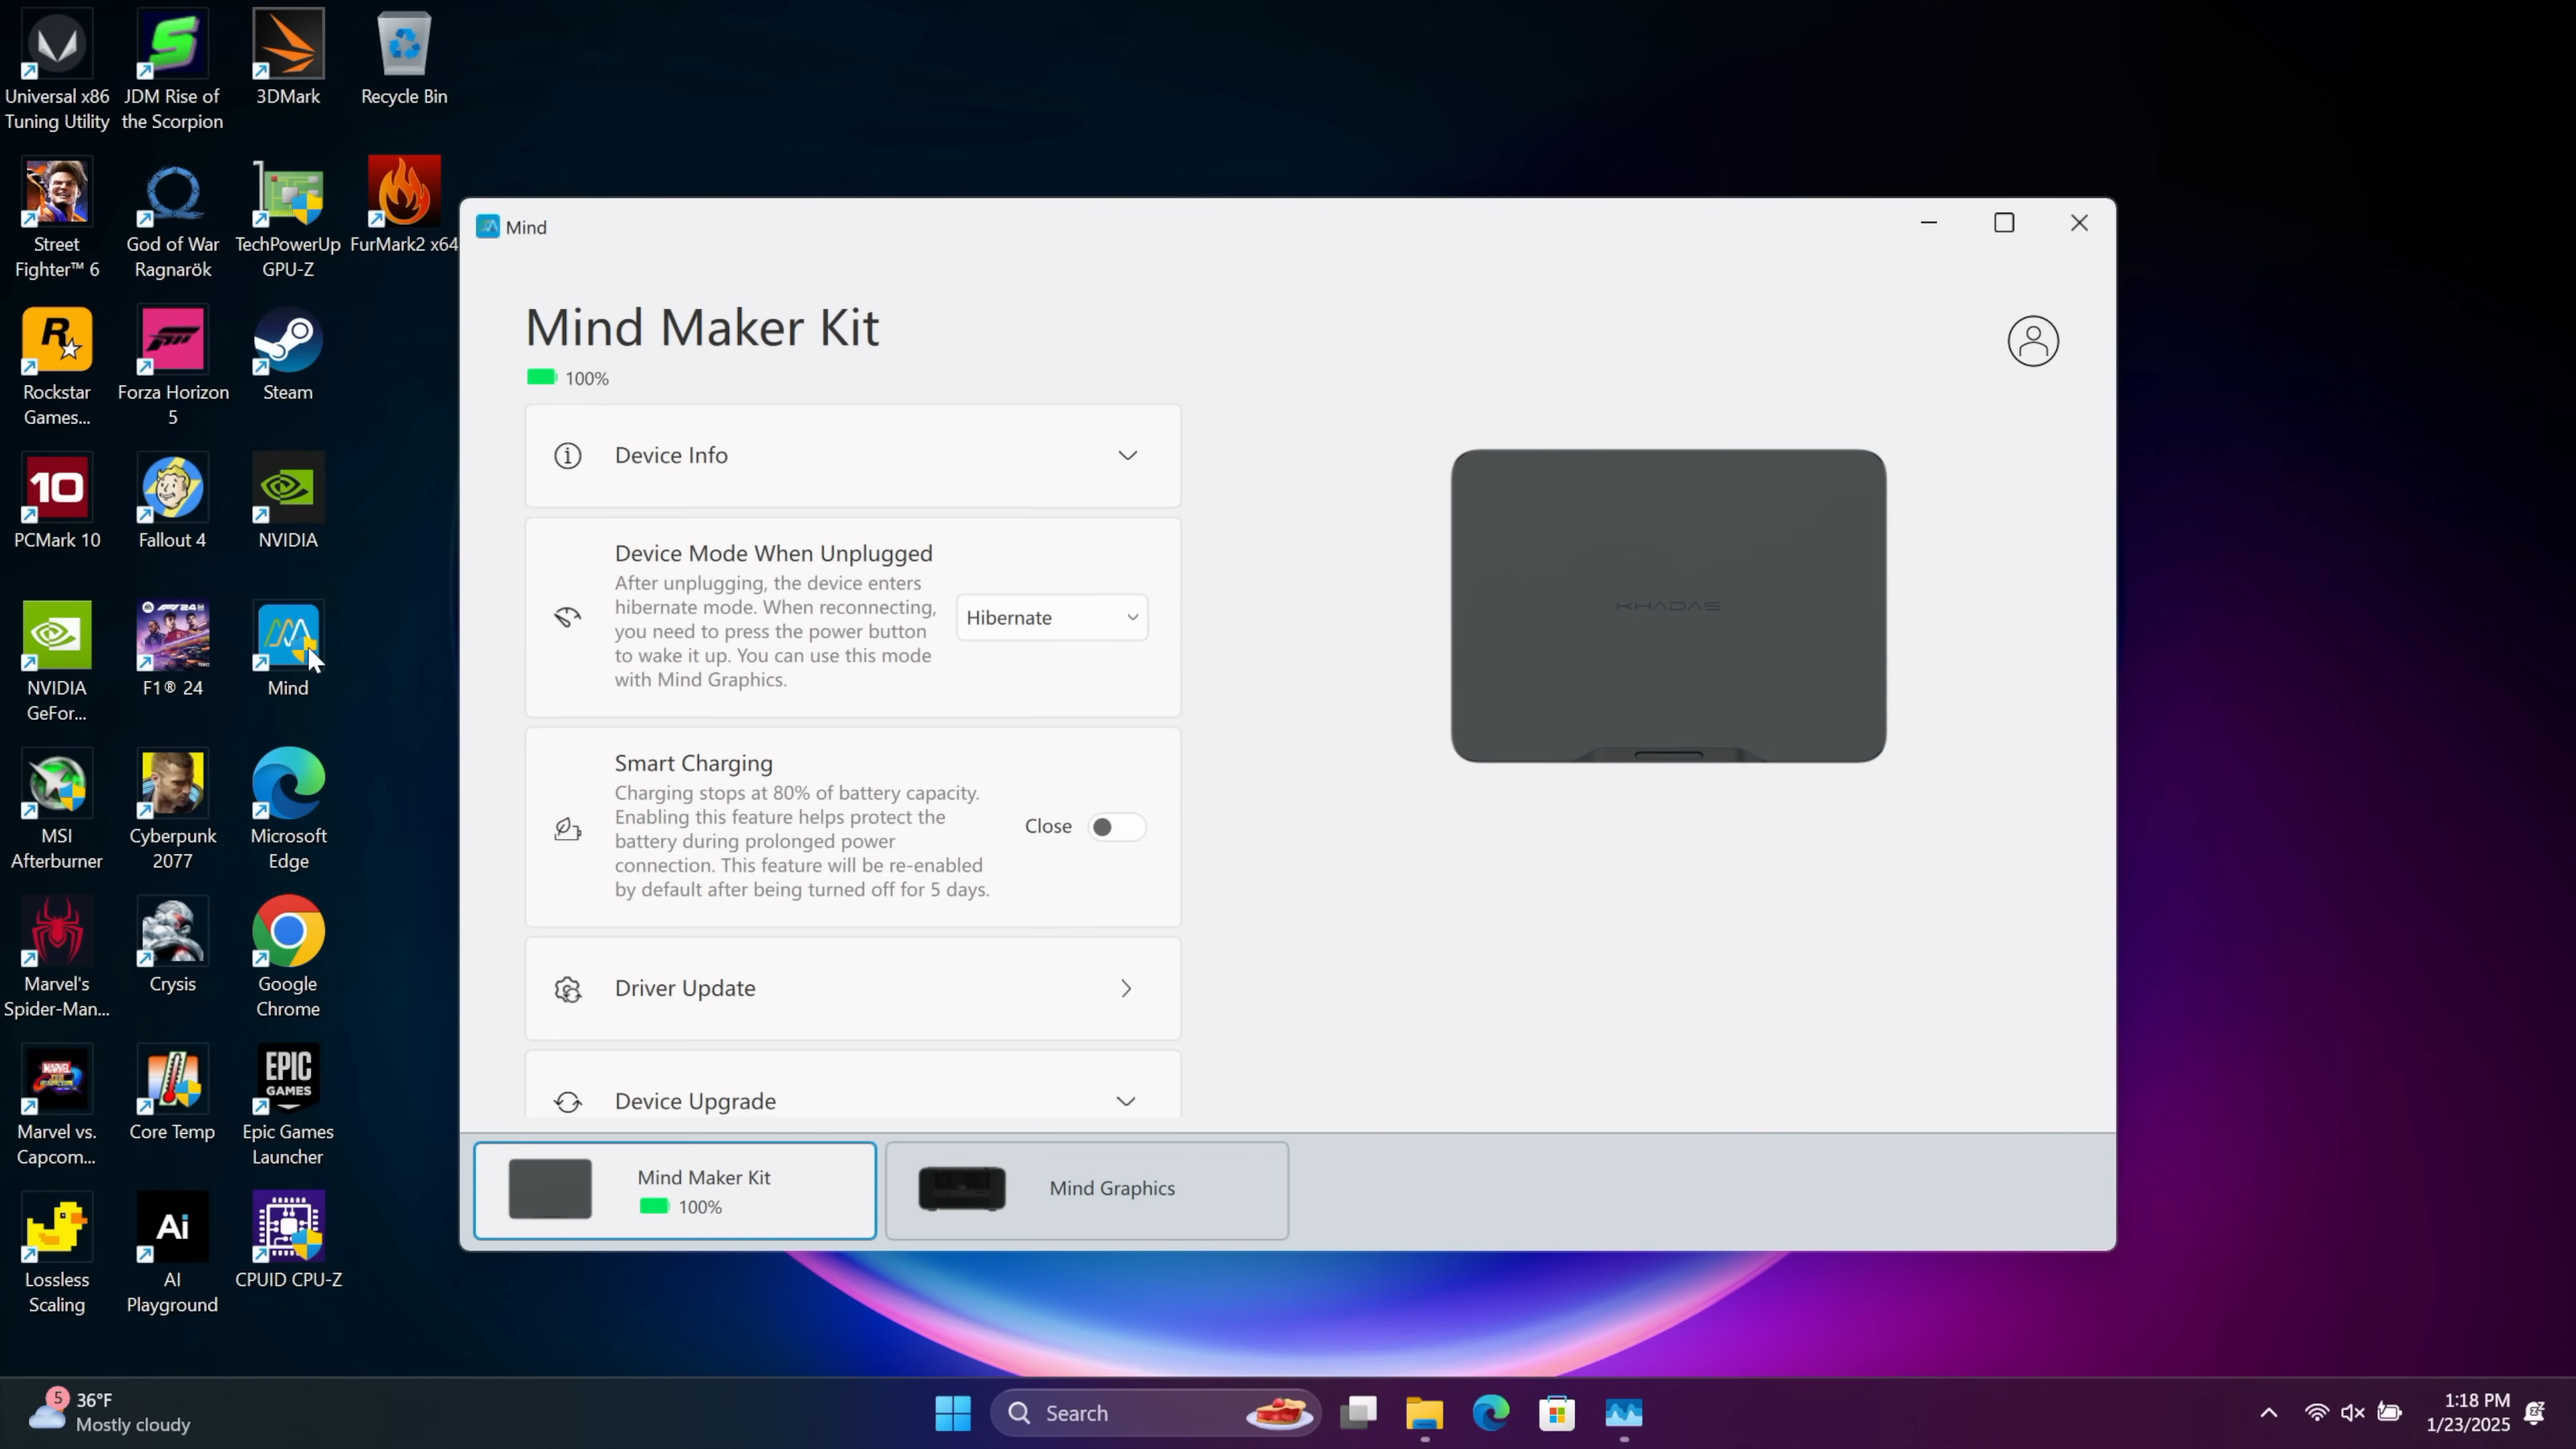 Universal x86
Tuning Utility
JDM Rise of
the Scorpion
3DMark
Recycle Bin
Street
Fighter™ 6
God of War
Ragnarök
TechPowerUp
GPU-Z
FurMark2 x64
Rockstar
Games...
Forza Horizon
5
Steam
10
PCMark 10
Fallout 4
NVIDIA
NVIDIA
GeFor...
F1® 24
Mind
MSI
Afterburner
Cyberpunk
2077
Microsoft
Edge
Marvel's
Spider-Man...
Crysis
Google
Chrome
Marvel vs.
Capcom...
Core Temp
EPIC
GAMES
Epic Games
Launcher
Lossless
Scaling
Ai
AI
Playground
CPUID CPU-Z
Mind
Mind Maker Kit
100%
Device Info
Device Mode When Unplugged
After unplugging, the device enters
hibernate mode. When reconnecting,
you need to press the power button
to wake it up. You can use this mode
with Mind Graphics.
Hibernate
Smart Charging
Charging stops at 80% of battery capacity.
Enabling this feature helps protect the
battery during prolonged power
connection. This feature will be re-enabled
by default after being turned off for 5 days.
Close
Driver Update
Device Upgrade
KHADAS
Mind Maker Kit
100%
Mind Graphics
5
36°F
Mostly cloudy
Search
1:18 PM
1/23/2025